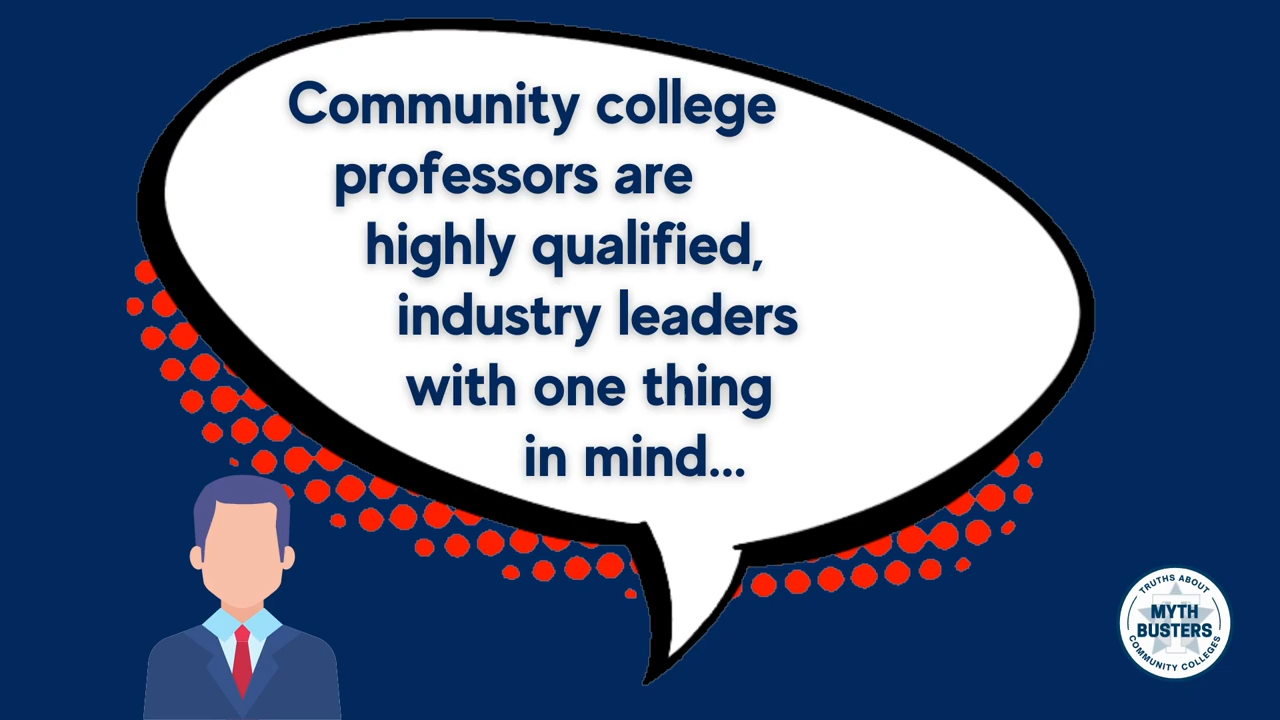 Community college
professors are
highly qualified,
industry leaders
with one thing
in mind...
TRUTHS ABOUT
MYTH
BUSTERS
COMMUNITY COLLEGES